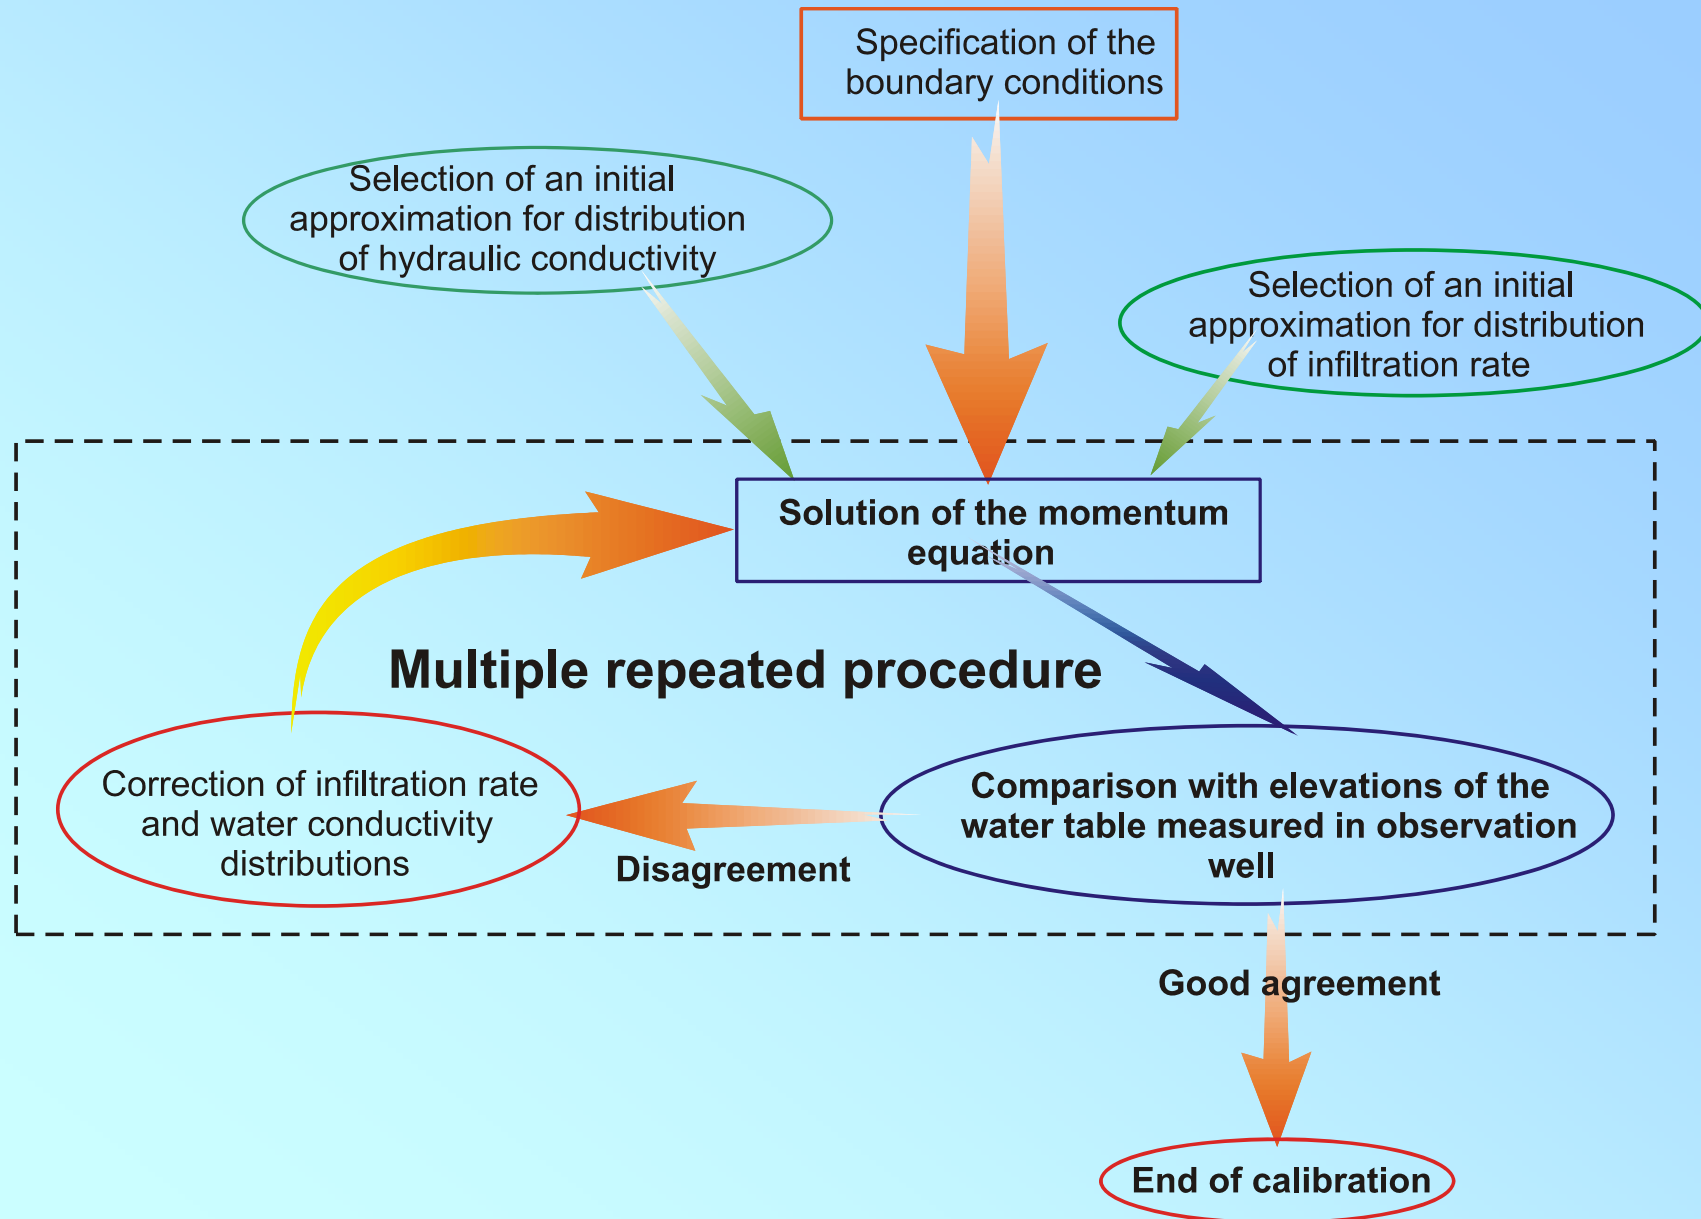 Specification of the
boundary conditions
Selection of an initial
approximation for distribution
of hydraulic conductivity
Selection of an initial
approximation for distribution
of infiltration rate
Solution of the momentum
equation
Multiple repeated procedure
Correction of infiltration rate
and water conductivity
distributions
Disagreement
Comparison with elevations of the
water table measured in observation
well
Good agreement
End of calibration